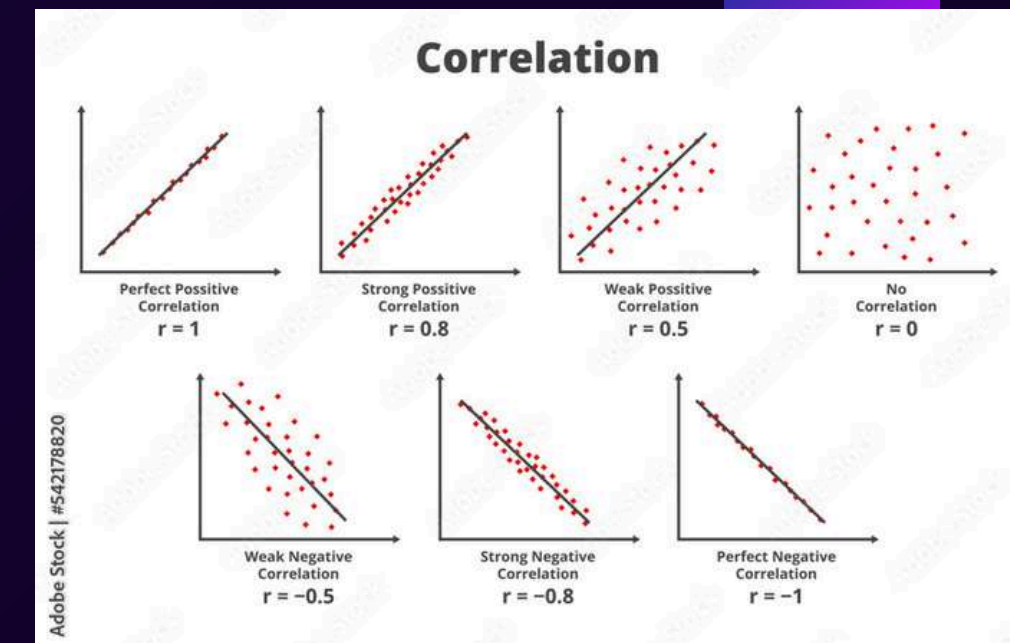 Correlation
Perfect Possitive
Correlation
r = 1
Strong Possitive
Correlation
r = 0.8
Weak Possitive
Correlation
r = 0.5
No
Correlation
r = 0
Weak Negative
Correlation
r = −0.5
Strong Negative
Correlation
r = −0.8
Perfect Negative
Correlation
r = −1
Adobe Stock | #542178820